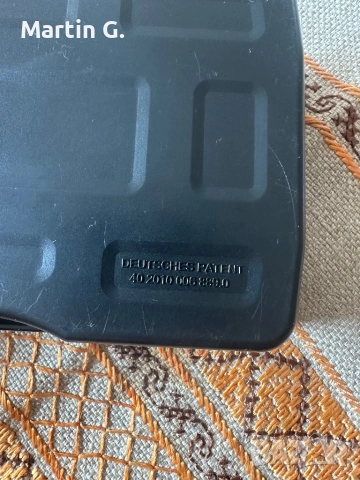 Martin G.
DEUTSCHES PATENT
40 2010 006 889.0